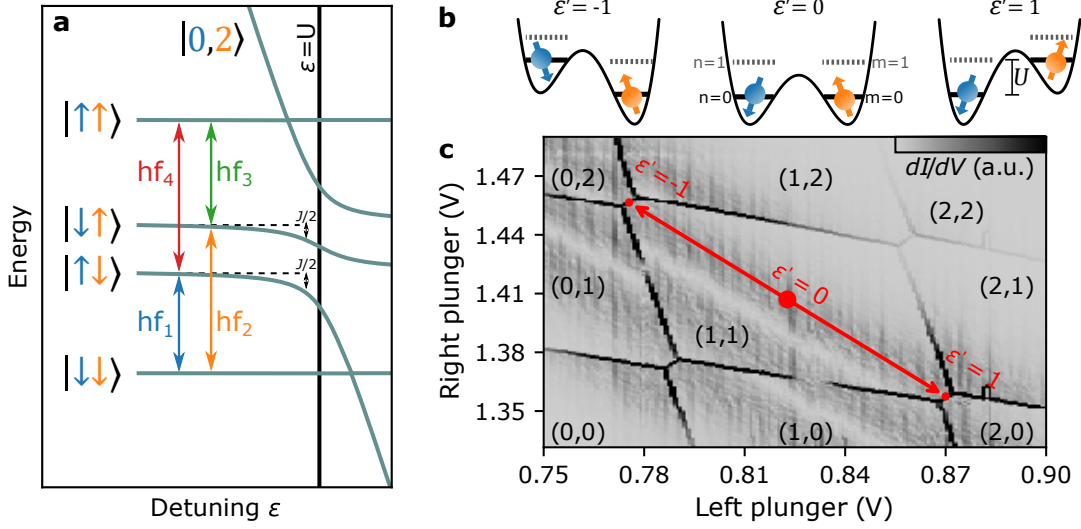 a
|0,2⟩
ε=U
|↑↑⟩
hf4
hf3
|↓↑⟩
J/2
|↑↓⟩
J/2
hf1
hf2
|↓↓⟩
Energy
Detuning ε
b
ε′= -1
ε′= 0
ε′= 1
n=1
m=1
n=0
m=0
U
c
dI/dV (a.u.)
(0,2)
ε′=-1
(1,2)
(2,2)
(0,1)
ε′= 0
(2,1)
(1,1)
ε′= 1
(0,0)
(1,0)
(2,0)
1.47
1.44
1.41
1.38
1.35
Right plunger (V)
0.75
0.78
0.81
0.84
0.87
0.90
Left plunger (V)